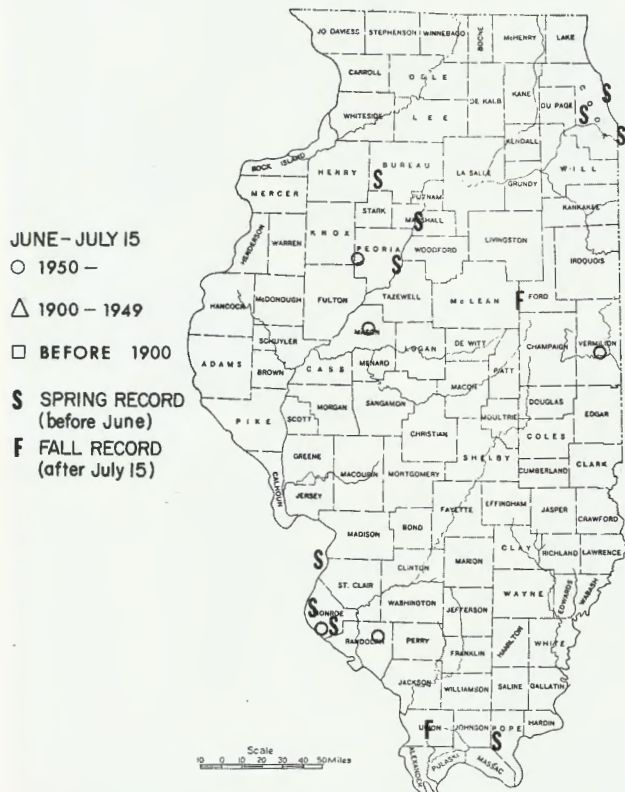 JO DAVIESS STEPHENSON WINNEBAGO BOONE McHENRY LAKE
CARROLL OGLE KANE
DE KALB DU PAGE C O O K
WHITESIDE LEE
KENDALL
ROCK ISLAND HENRY BUREAU LA SALLE GRUNDY WILL
MERCER PUTNAM
STARK MARSHALL KANKAKEE
HENDERSON WARREN KNOX PEORIA WOODFORD LIVINGSTON IROQUOIS
JUNE-JULY 15
○ 1950 —
△ 1900 - 1949
□ BEFORE 1900
S SPRING RECORD
(before June)
F FALL RECORD
(after July 15)
HANCOCK McDONOUGH FULTON TAZEWELL McLEAN FORD
MASON
SCHUYLER LOGAN DE WITT CHAMPAIGN VERMILION
ADAMS BROWN CASS MENARD PIATT
MACON
MORGAN SANGAMON DOUGLAS EDGAR
PIKE SCOTT CHRISTIAN MOULTRIE COLES
GREENE SHELBY
CALHOUN MACOUPIN MONTGOMERY CUMBERLAND CLARK
JERSEY FAYETTE EFFINGHAM JASPER CRAWFORD
MADISON BOND
CLAY RICHLAND LAWRENCE
CLINTON MARION
ST. CLAIR WAYNE EDWARDS WABASH
MONROE WASHINGTON JEFFERSON
RANDOLPH PERRY HAMILTON WHITE
FRANKLIN
JACKSON WILLIAMSON SALINE GALLATIN
UNION JOHNSON POPE HARDIN
ALEXANDER PULASKI MASSAC
S S S S S S S F S S S F S
Scale
10 0 10 20 30 40 50 Miles